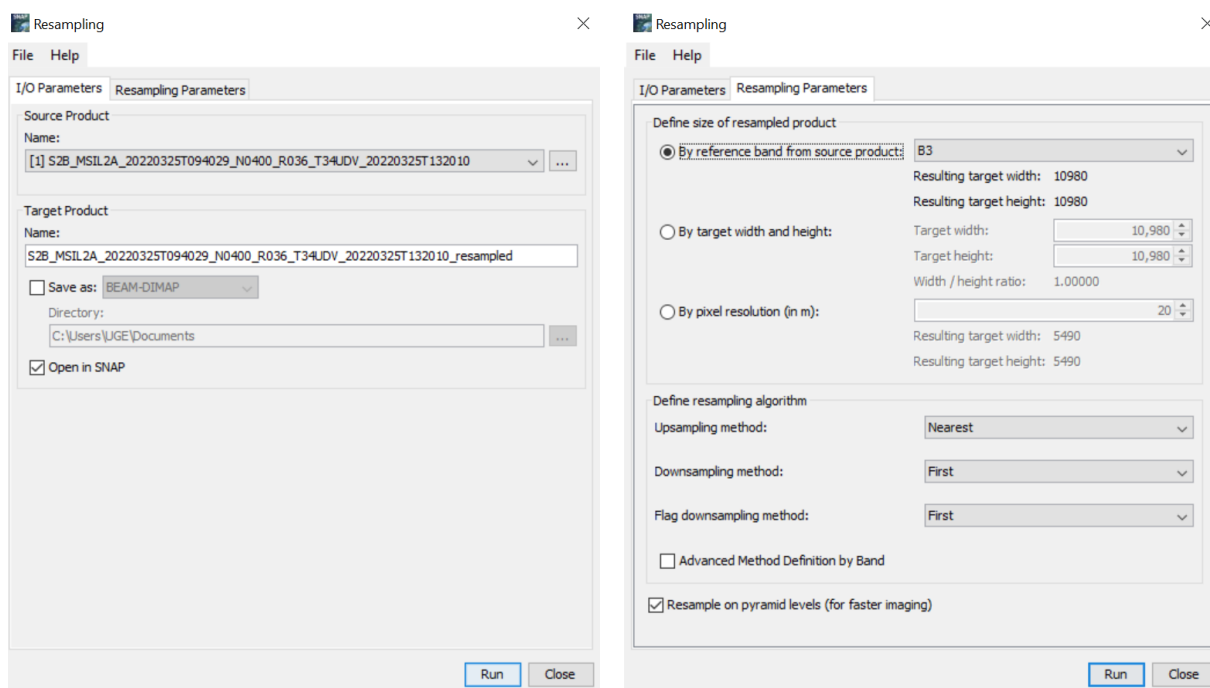 Resampling
File Help
I/O Parameters Resampling Parameters
Source Product
Name:
[1] S2B_MSIL2A_20220325T094029_N0400_R036_T34UDV_20220325T132010
...
Target Product
Name:
S2B_MSIL2A_20220325T094029_N0400_R036_T34UDV_20220325T132010_resampled
Save as: BEAM-DIMAP
Directory:
C:\Users\UGE\Documents
...
Open in SNAP
Run Close
Resampling
File Help
I/O Parameters Resampling Parameters
Define size of resampled product
By reference band from source product: B3
Resulting target width: 10980
Resulting target height: 10980
By target width and height: Target width: 10,980
Target height: 10,980
Width / height ratio: 1.00000
By pixel resolution (in m): 20
Resulting target width: 5490
Resulting target height: 5490
Define resampling algorithm
Upsampling method: Nearest
Downsampling method: First
Flag downsampling method: First
Advanced Method Definition by Band
Resample on pyramid levels (for faster imaging)
Run Close